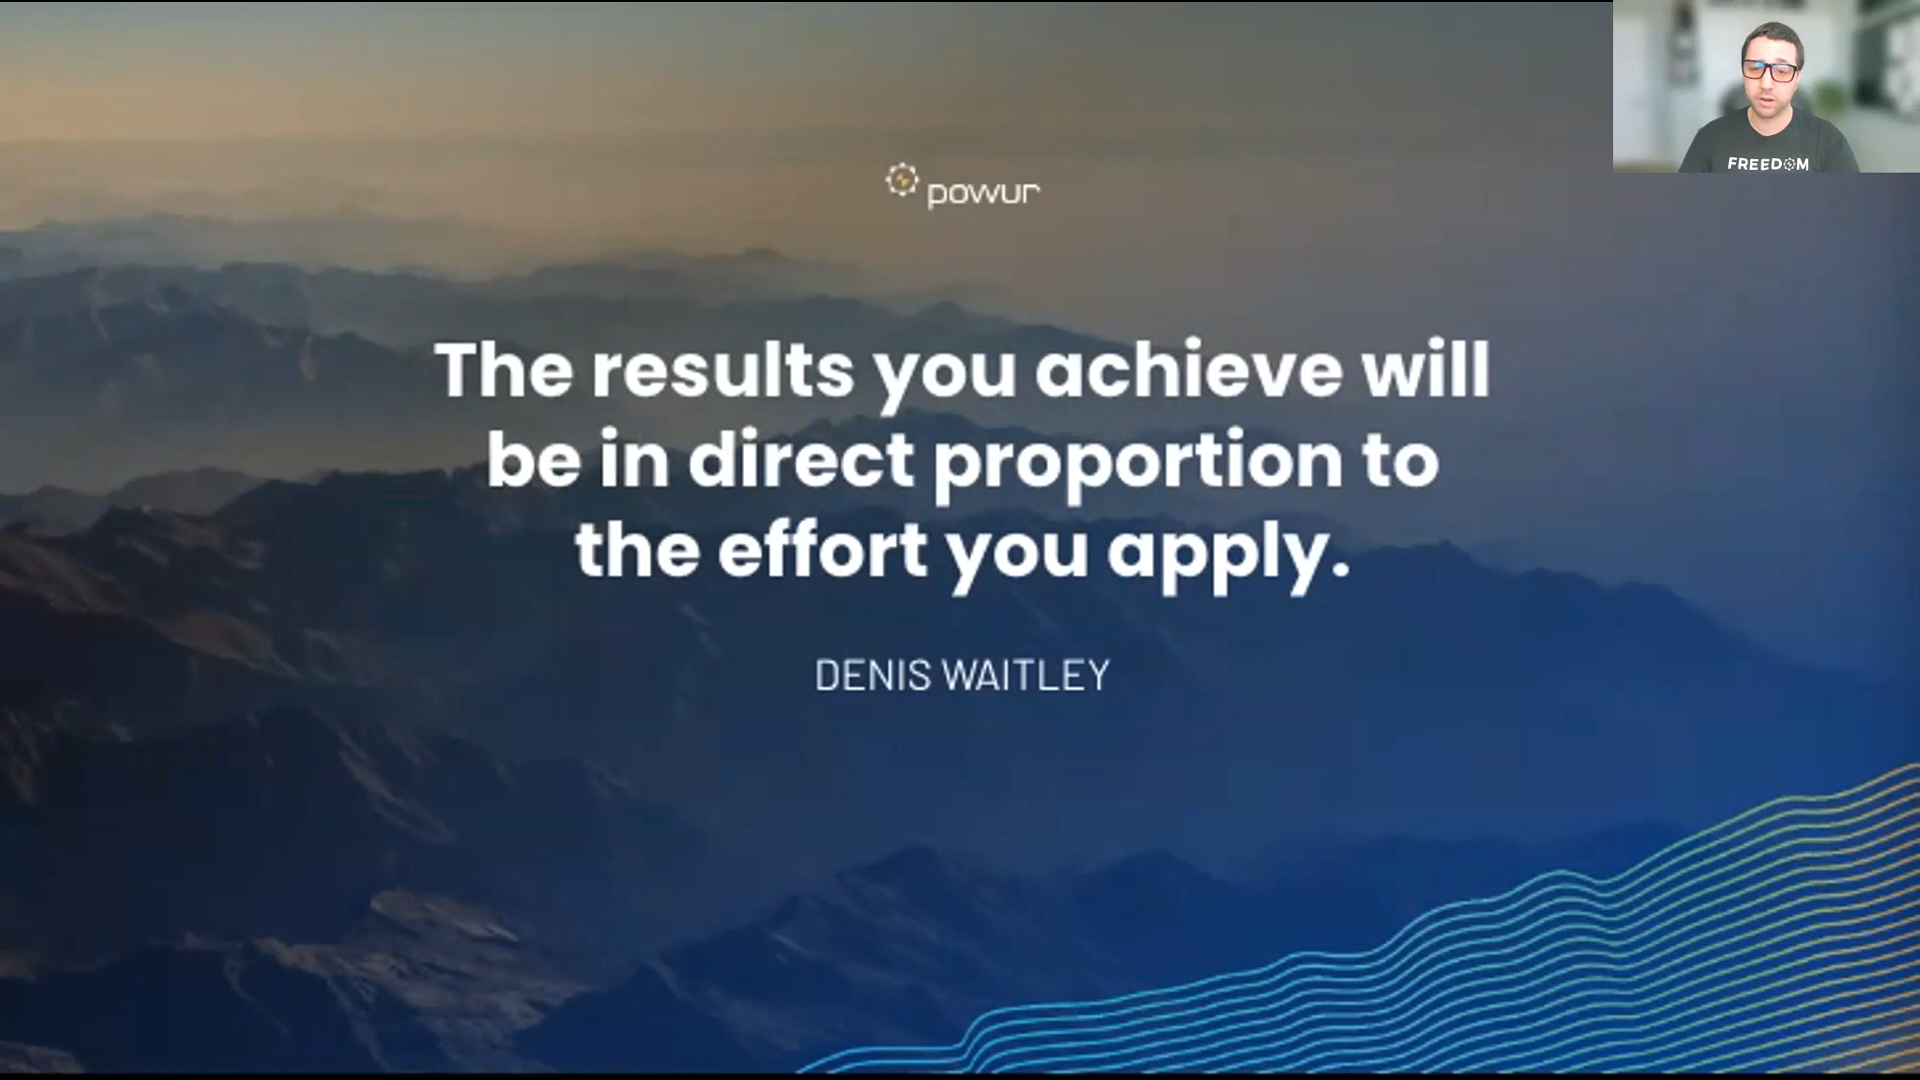 FREEDOM
powur
The results you achieve will
be in direct proportion to
the effort you apply.
DENIS WAITLEY